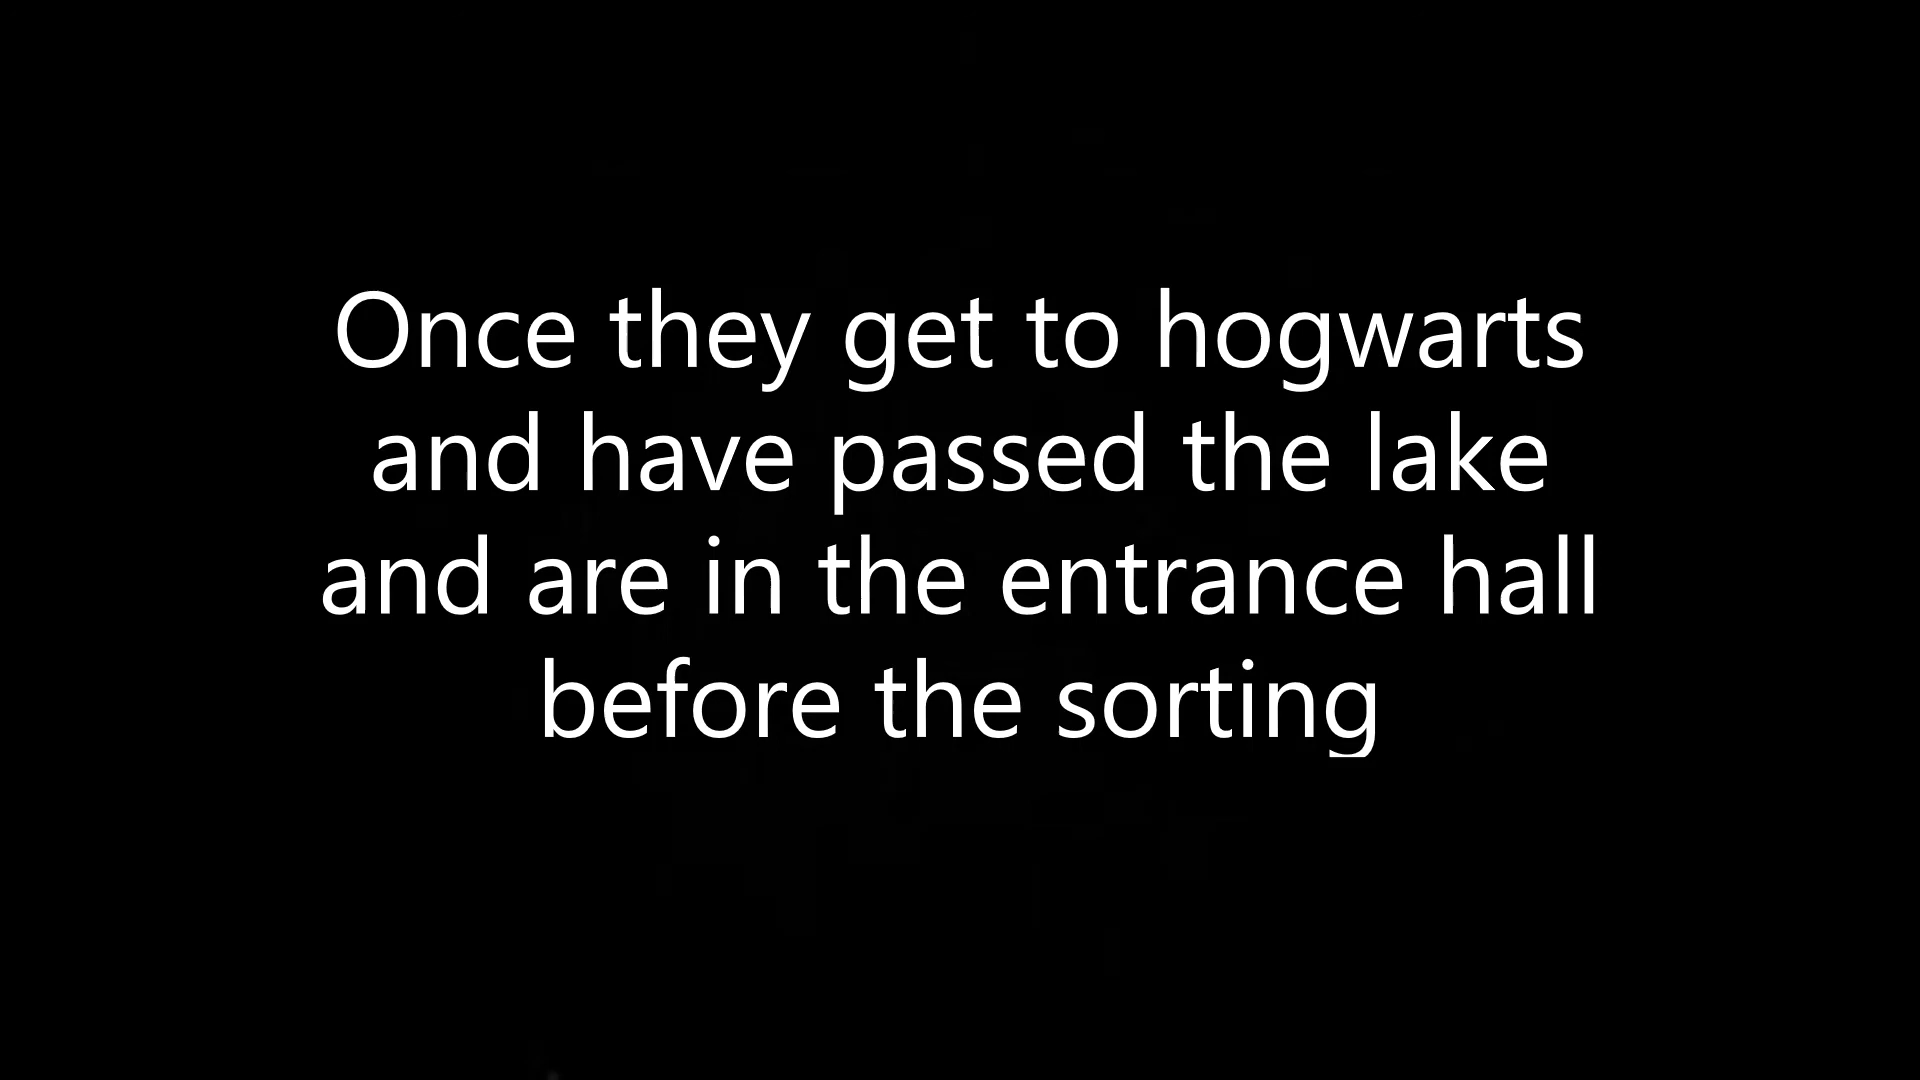 Once they get to hogwarts
and have passed the lake
and are in the entrance hall
before the sorting